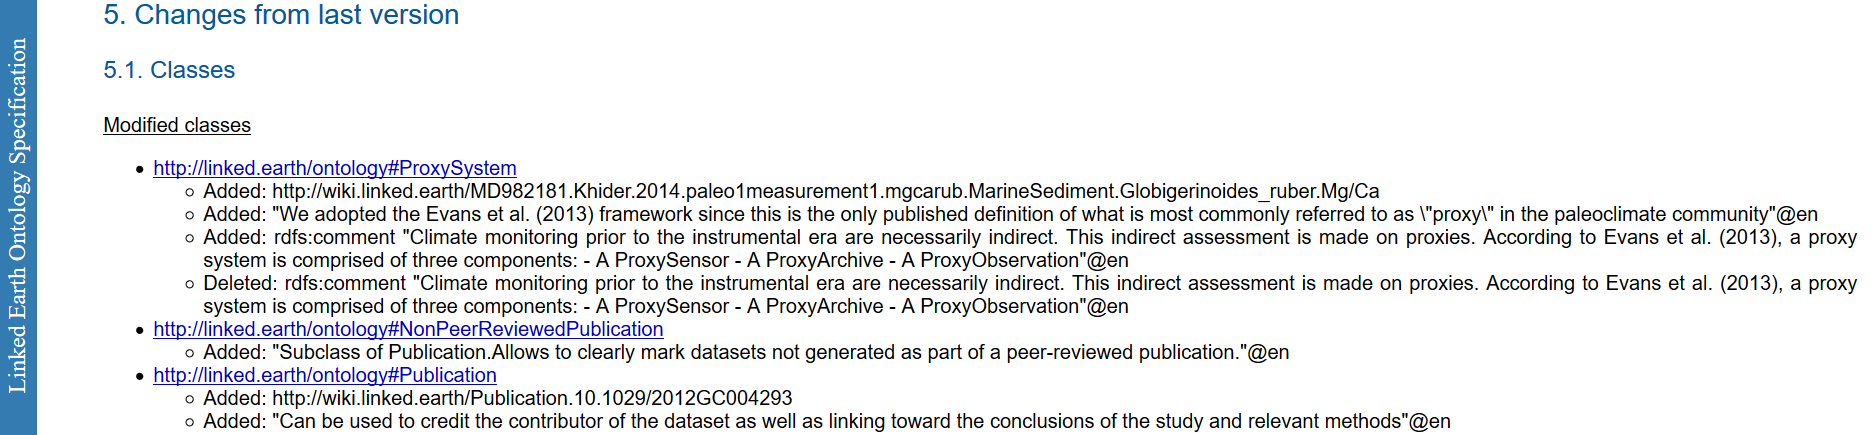 5. Changes from last version
5.1. Classes
Modified classes
http://linked.earth/ontology#ProxySystem
Added: http://wiki.linked.earth/MD982181.Khider.2014.paleo1measurement1.mgcarub.MarineSediment.Globigerinoides_ruber.Mg/Ca
Added: "We adopted the Evans et al. (2013) framework since this is the only published definition of what is most commonly referred to as \"proxy\" in the paleoclimate community"@en
Added: rdfs:comment "Climate monitoring prior to the instrumental era are necessarily indirect. This indirect assessment is made on proxies. According to Evans et al. (2013), a proxy
system is comprised of three components: - A ProxySensor - A ProxyArchive - A ProxyObservation"@en
Deleted: rdfs:comment "Climate monitoring prior to the instrumental era are necessarily indirect. This indirect assessment is made on proxies. According to Evans et al. (2013), a proxy
system is comprised of three components: - A ProxySensor - A ProxyArchive - A ProxyObservation"@en
http://linked.earth/ontology#NonPeerReviewedPublication
Added: "Subclass of Publication.Allows to clearly mark datasets not generated as part of a peer-reviewed publication."@en
http://linked.earth/ontology#Publication
Added: http://wiki.linked.earth/Publication.10.1029/2012GC004293
Added: "Can be used to credit the contributor of the dataset as well as linking toward the conclusions of the study and relevant methods"@en
Linked Earth Ontology Specification